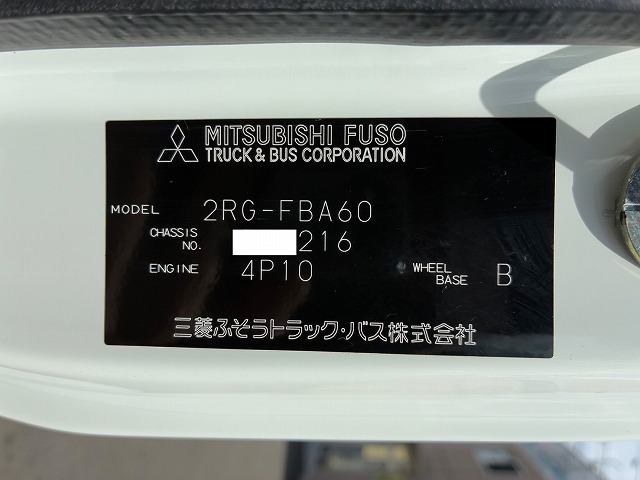 MITSUBISHI FUSO
TRUCK & BUS CORPORATION
MODEL 2RG-FBA60
CHASSIS NO. 216
ENGINE 4P10 WHEEL BASE B
三菱ふそうトラック・バス株式会社